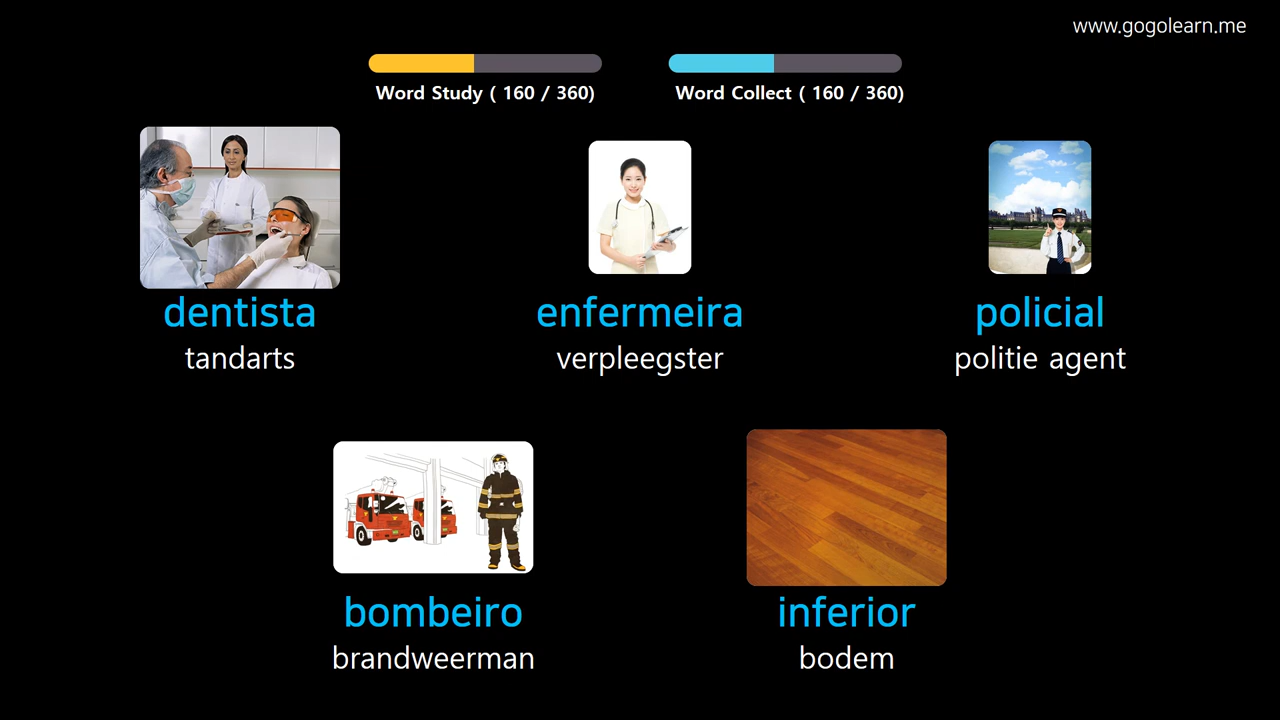 www.gogolearn.me
Word Study ( 160 / 360)
Word Collect ( 160 / 360)
dentista
tandarts
enfermeira
verpleegster
policial
politie agent
bombeiro
brandweerman
inferior
bodem